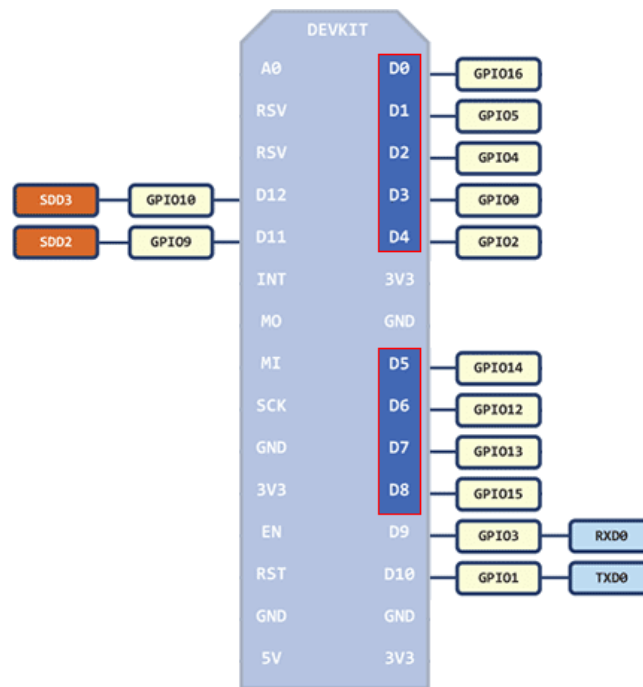 DEVKIT
A0 D0 GPIO16
RSV D1 GPIO5
RSV D2 GPIO4
SDD3 GPIO10 D12 D3 GPIO0
SDD2 GPIO9 D11 D4 GPIO2
INT 3V3
MO GND
MI D5 GPIO14
SCK D6 GPIO12
GND D7 GPIO13
3V3 D8 GPIO15
EN D9 GPIO3 RXD0
RST D10 GPIO1 TXD0
GND GND
5V 3V3